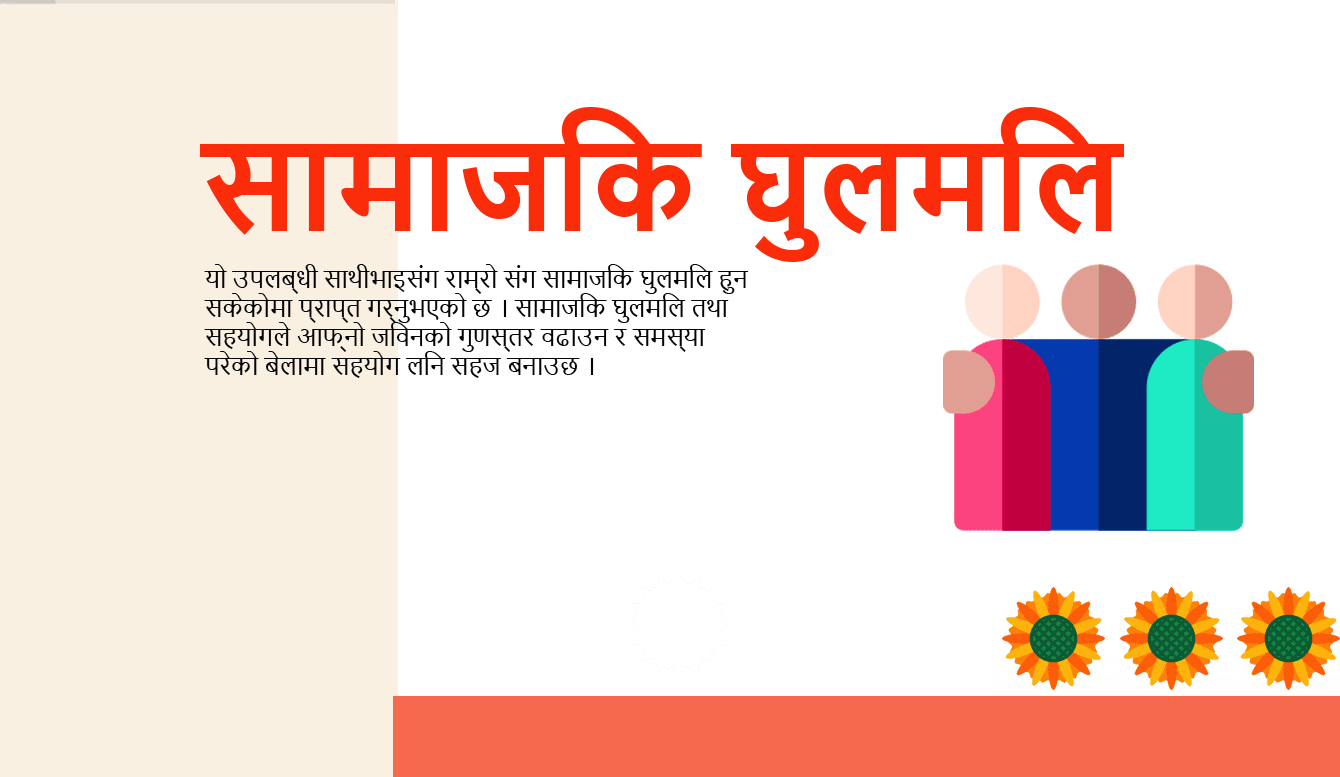 सामाजकि घुलमलि
यो उपलब्धी साथीभाइसंग राम्रो संग सामाजकि घुलमलि हुन
सकेकोमा प्राप्त गर्नुभएको छ । सामाजकि घुलमलि तथा
सहयोगले आफ्नो जविनको गुणस्तर वढाउन र समस्या
परेको बेलामा सहयोग लनि सहज बनाउछ ।